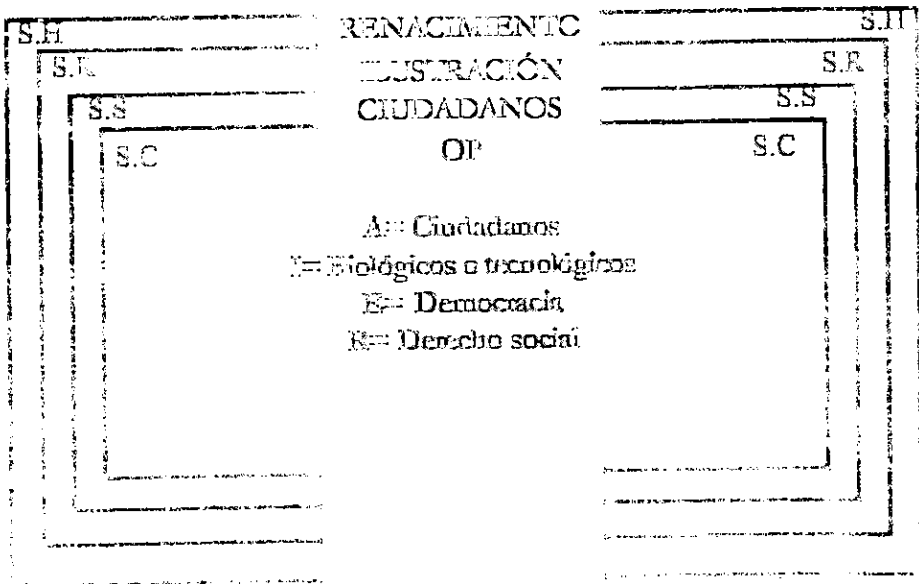 S.H RENACIMIENTO S.H
S.R ILUSTRACIÓN S.R
S.S CIUDADANOS S.S
S.C OP S.C
A= Ciudadanos
I= Biológicos o tecnológicos
E= Democracia
R= Derecho social